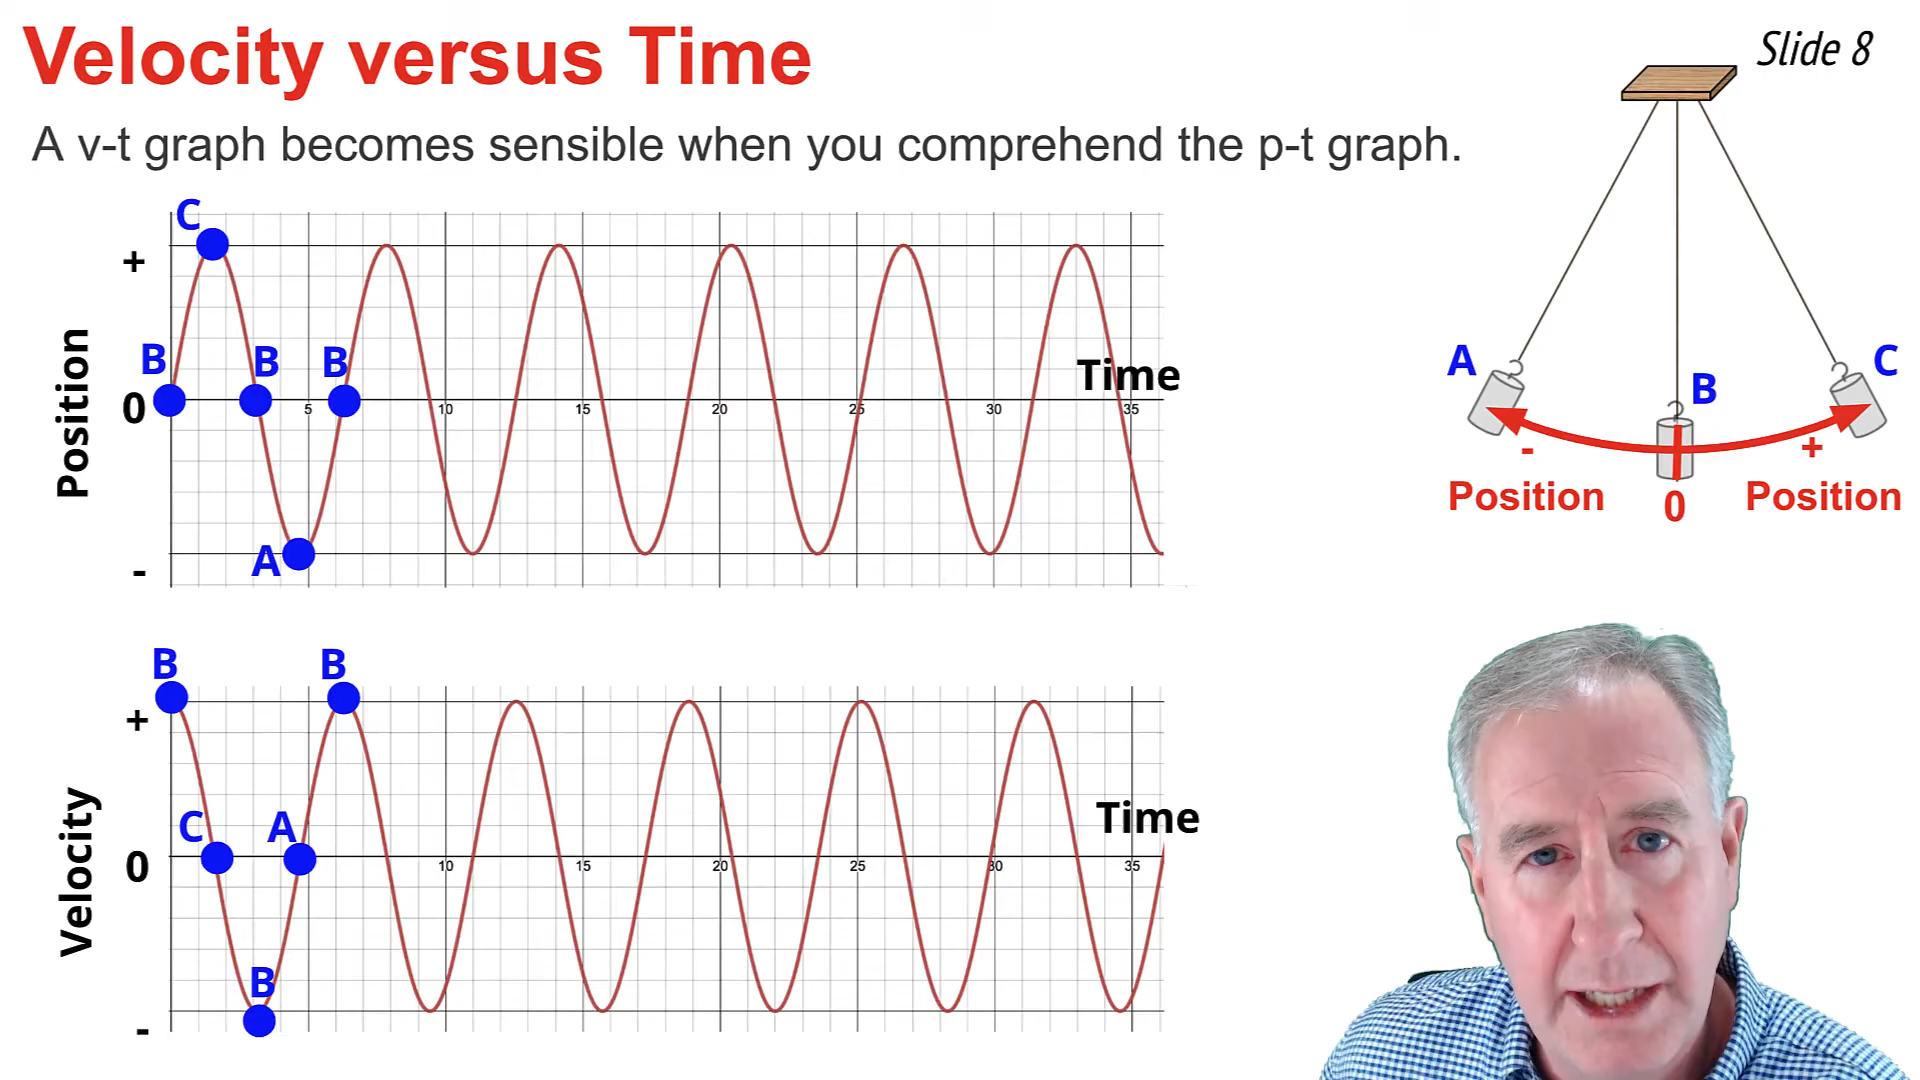 Velocity versus Time
Slide 8
A v-t graph becomes sensible when you comprehend the p-t graph.
C
+
Position
B
B
B
0
5
10
15
20
25
30
35
Time
A
-
A
B
C
-
+
Position
0
Position
B
B
+
Velocity
C
A
0
10
15
20
25
30
35
Time
B
-